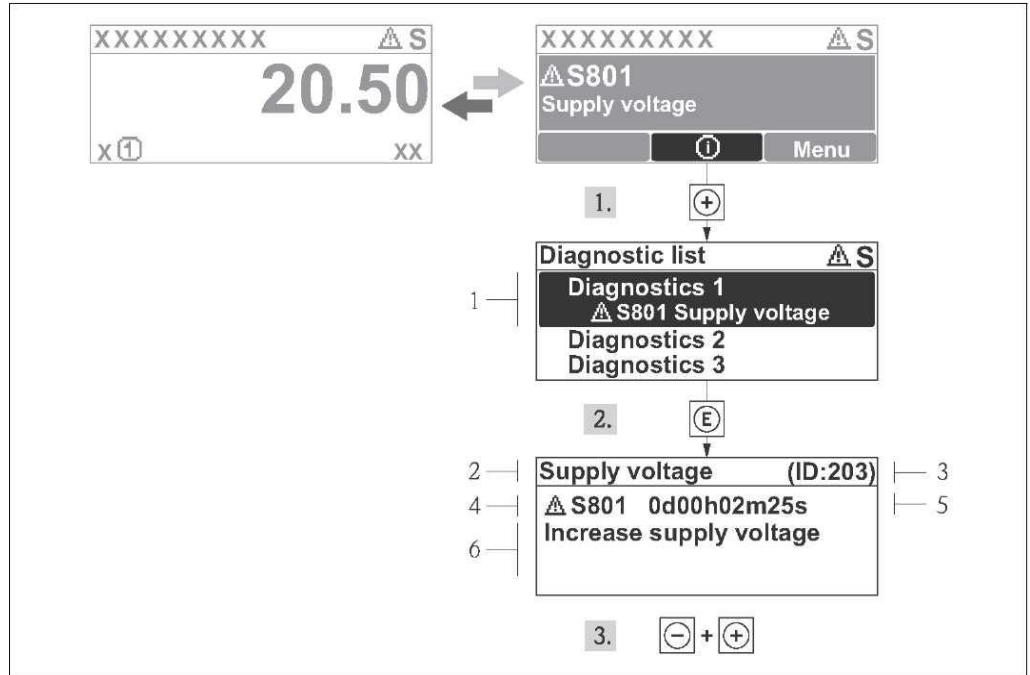 XXXXXXXXX ⚠ S
20.50
x ① xx
XXXXXXXXX ⚠ S
⚠ S801
Supply voltage
ⓘ Menu
1. +
Diagnostic list ⚠ S
1
Diagnostics 1
⚠ S801 Supply voltage
Diagnostics 2
Diagnostics 3
2. E
2 Supply voltage (ID:203) 3
4 ⚠ S801 0d00h02m25s 5
6 Increase supply voltage
3. - + +